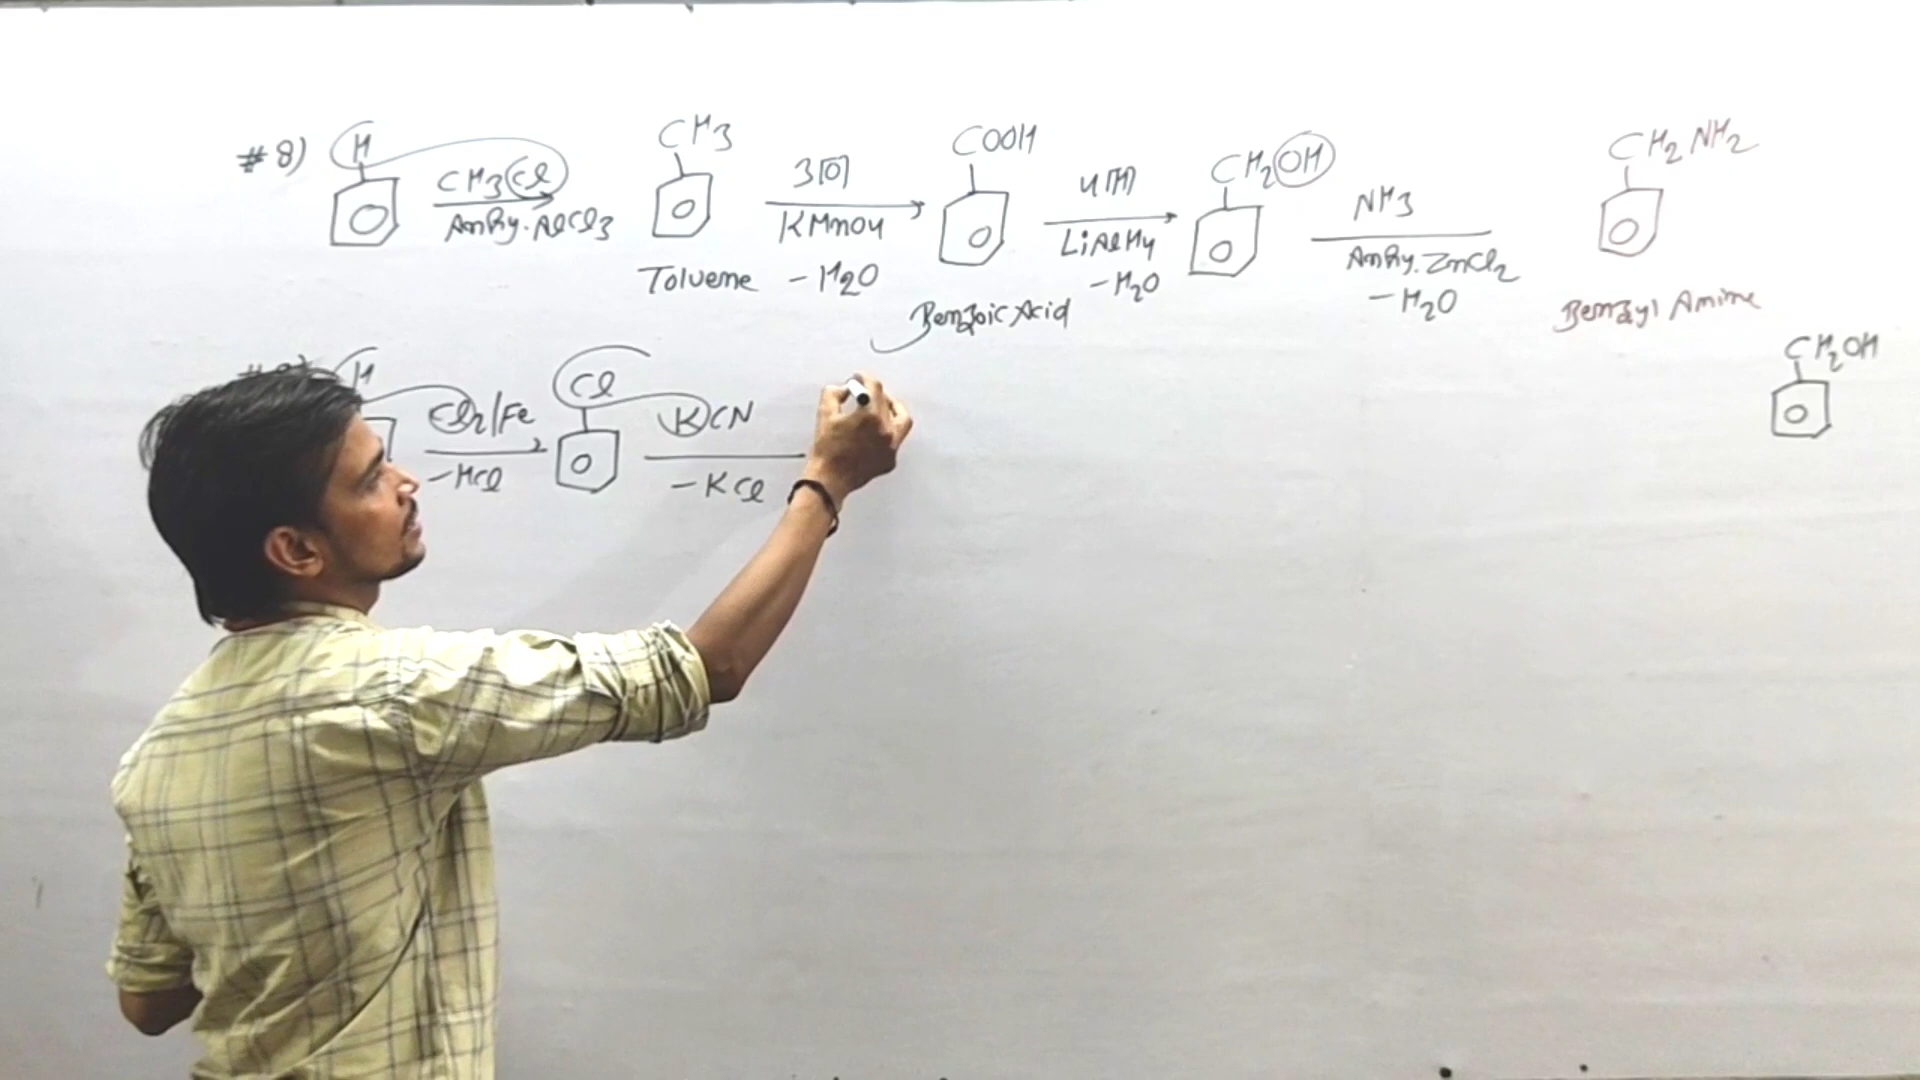 # 8) H CH3Cl Anhy. AlCl3 CH3 3[O] KMnO4 - H2O COOH 4[H] LiAlH4 - H2O CH2OH NH3 Anhy. ZnCl2 - H2O CH2NH2
Toluene Benzoic Acid Benzyl Amine
H Cl2/Fe - HCl Cl KCN - KCl CH2OH